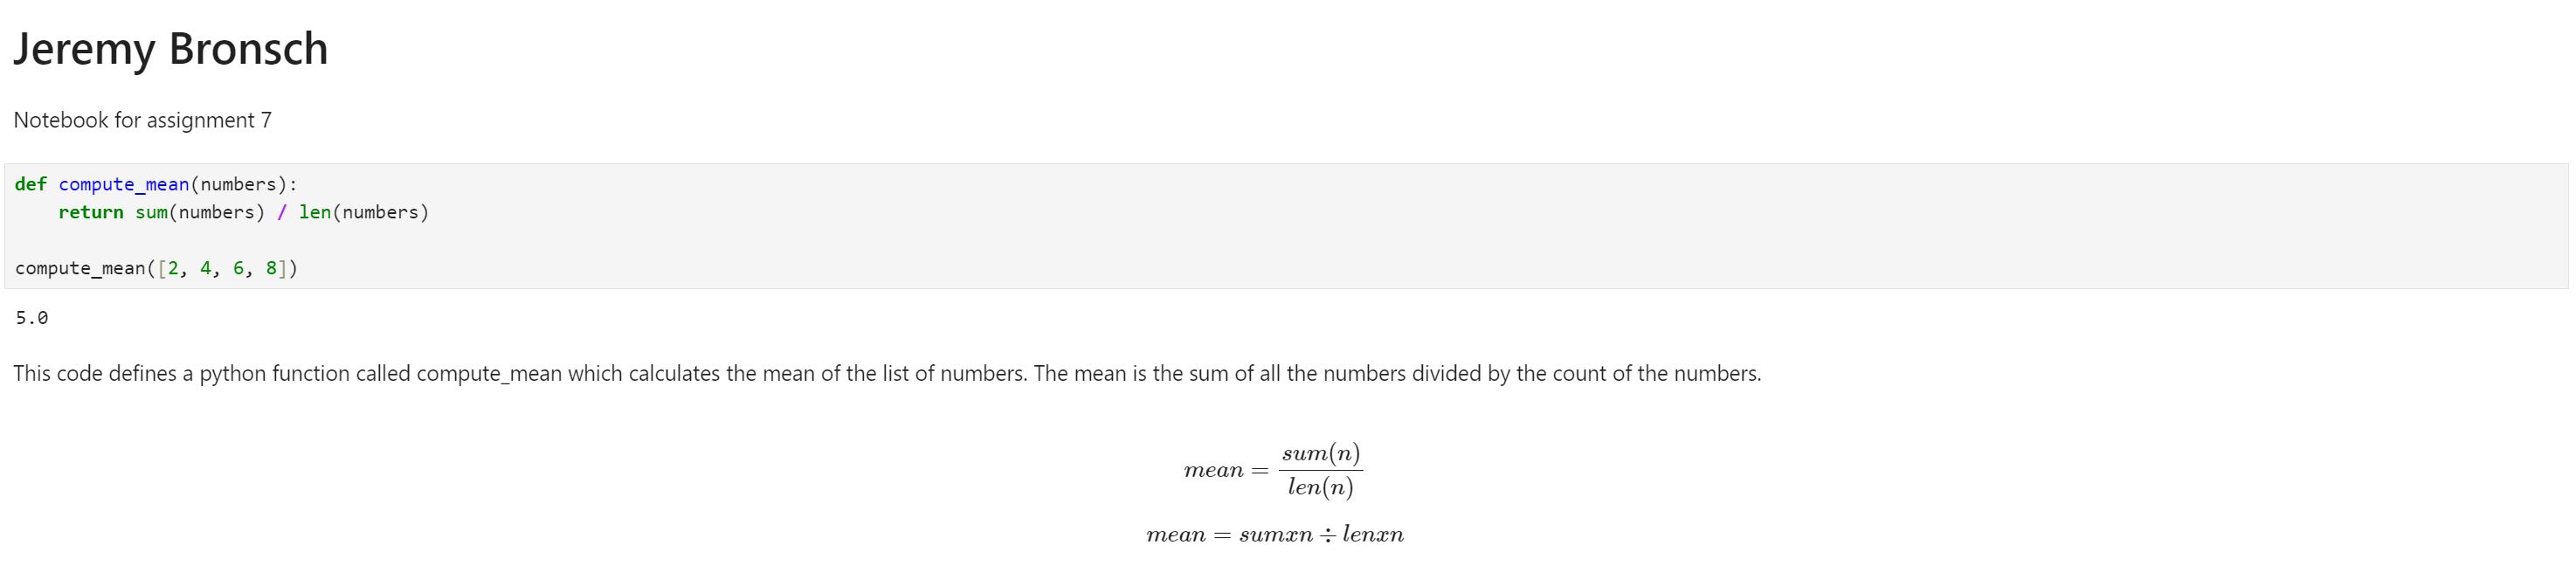 Jeremy Bronsch
Notebook for assignment 7
def compute_mean(numbers):
    return sum(numbers) / len(numbers)

compute_mean([2, 4, 6, 8])
5.0
This code defines a python function called compute_mean which calculates the mean of the list of numbers. The mean is the sum of all the numbers divided by the count of the numbers.
mean = sum(n) / len(n)
mean = sumxn ÷ lenxn